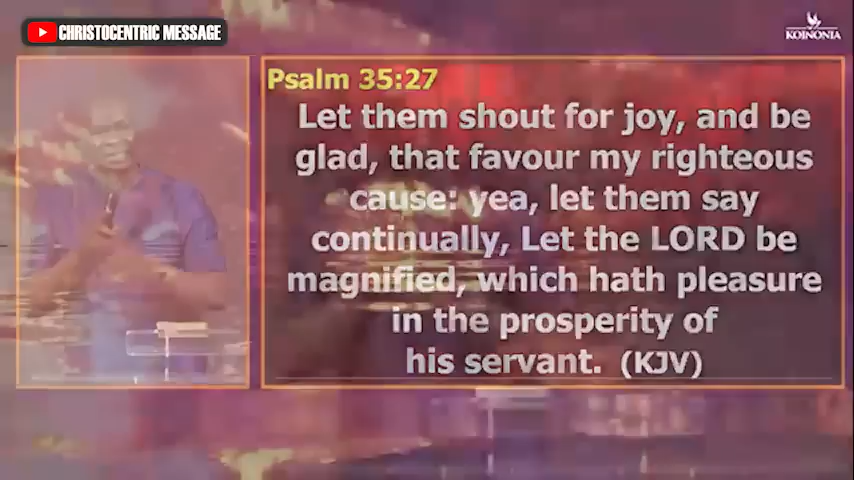 CHRISTOCENTRIC MESSAGE
KOINONIA
Psalm 35:27
Let them shout for joy, and be
glad, that favour my righteous
cause: yea, let them say
continually, Let the LORD be
magnified, which hath pleasure
in the prosperity of
his servant. (KJV)